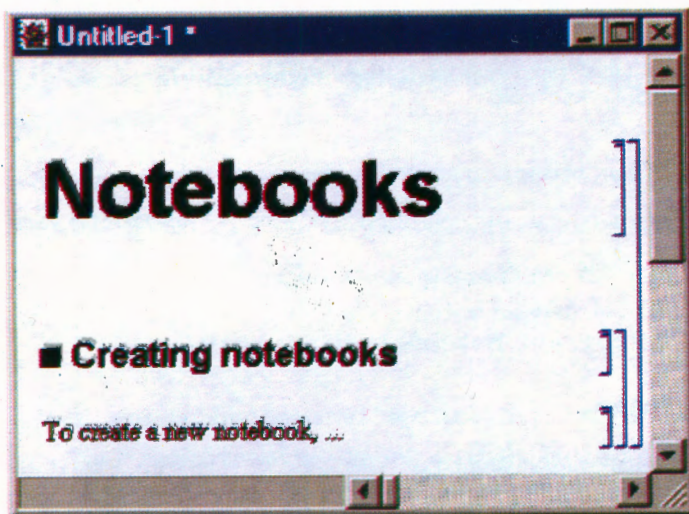 Untitled-1 *
Notebooks
■ Creating notebooks
To create a new notebook, ...